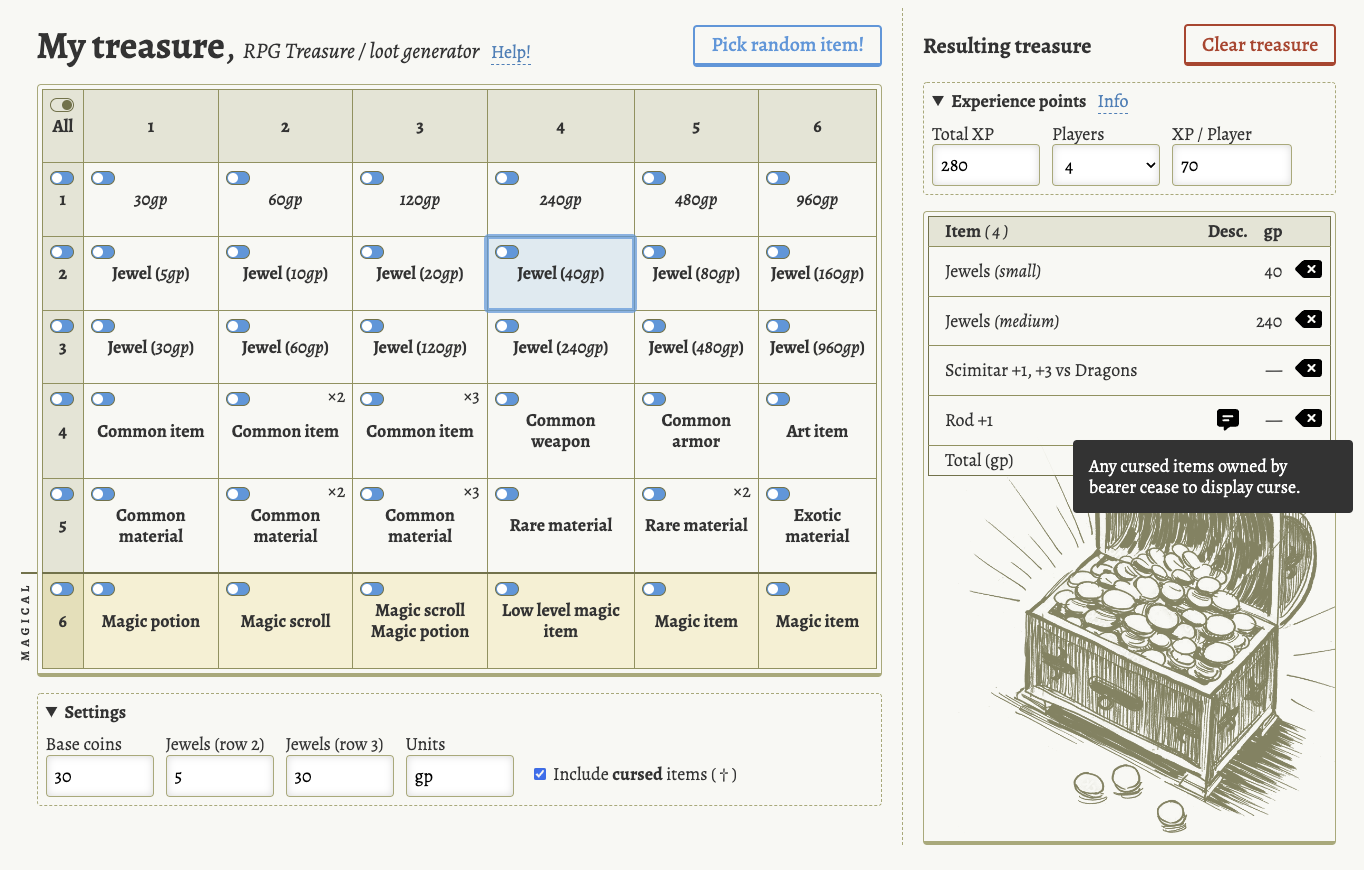 My treasure, RPG Treasure / loot generator Help!
Pick random item!
All 1 2 3 4 5 6
1 30gp 60gp 120gp 240gp 480gp 960gp
2 Jewel (5gp) Jewel (10gp) Jewel (20gp) Jewel (40gp) Jewel (80gp) Jewel (160gp)
3 Jewel (30gp) Jewel (60gp) Jewel (120gp) Jewel (240gp) Jewel (480gp) Jewel (960gp)
×2 ×3
4 Common item Common item Common item Common weapon Common armor Art item
×2 ×3 ×2
5 Common material Common material Common material Rare material Rare material Exotic material
MAGICAL
6 Magic potion Magic scroll Magic scroll Magic potion Low level magic item Magic item Magic item
▼ Settings
Base coins Jewels (row 2) Jewels (row 3) Units
30 5 30 gp
Include cursed items ( † )
Resulting treasure
Clear treasure
▼ Experience points Info
Total XP Players XP / Player
280 4 70
Item ( 4 ) Desc. gp
Jewels (small) 40
Jewels (medium) 240
Scimitar +1, +3 vs Dragons —
Rod +1 —
Total (gp)
Any cursed items owned by
bearer cease to display curse.